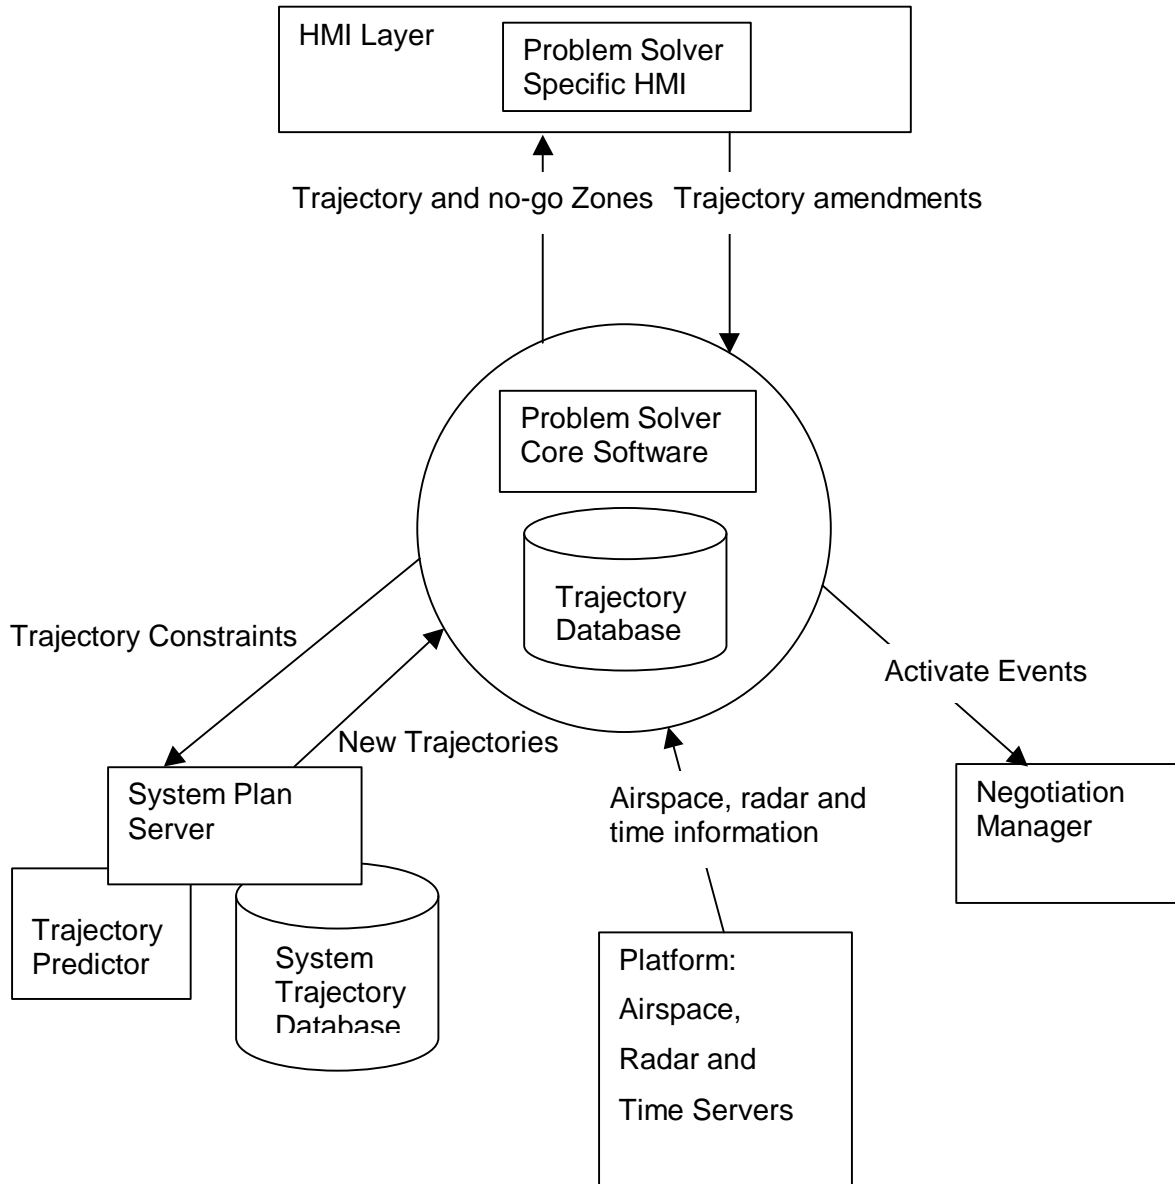 HMI Layer
Problem Solver
Specific HMI
Trajectory and no-go Zones
Trajectory amendments
Problem Solver
Core Software
Trajectory
Database
Trajectory Constraints
New Trajectories
Activate Events
System Plan
Server
Airspace, radar and
time information
Negotiation
Manager
Trajectory
Predictor
System
Trajectory
Database
Platform:
Airspace,
Radar and
Time Servers